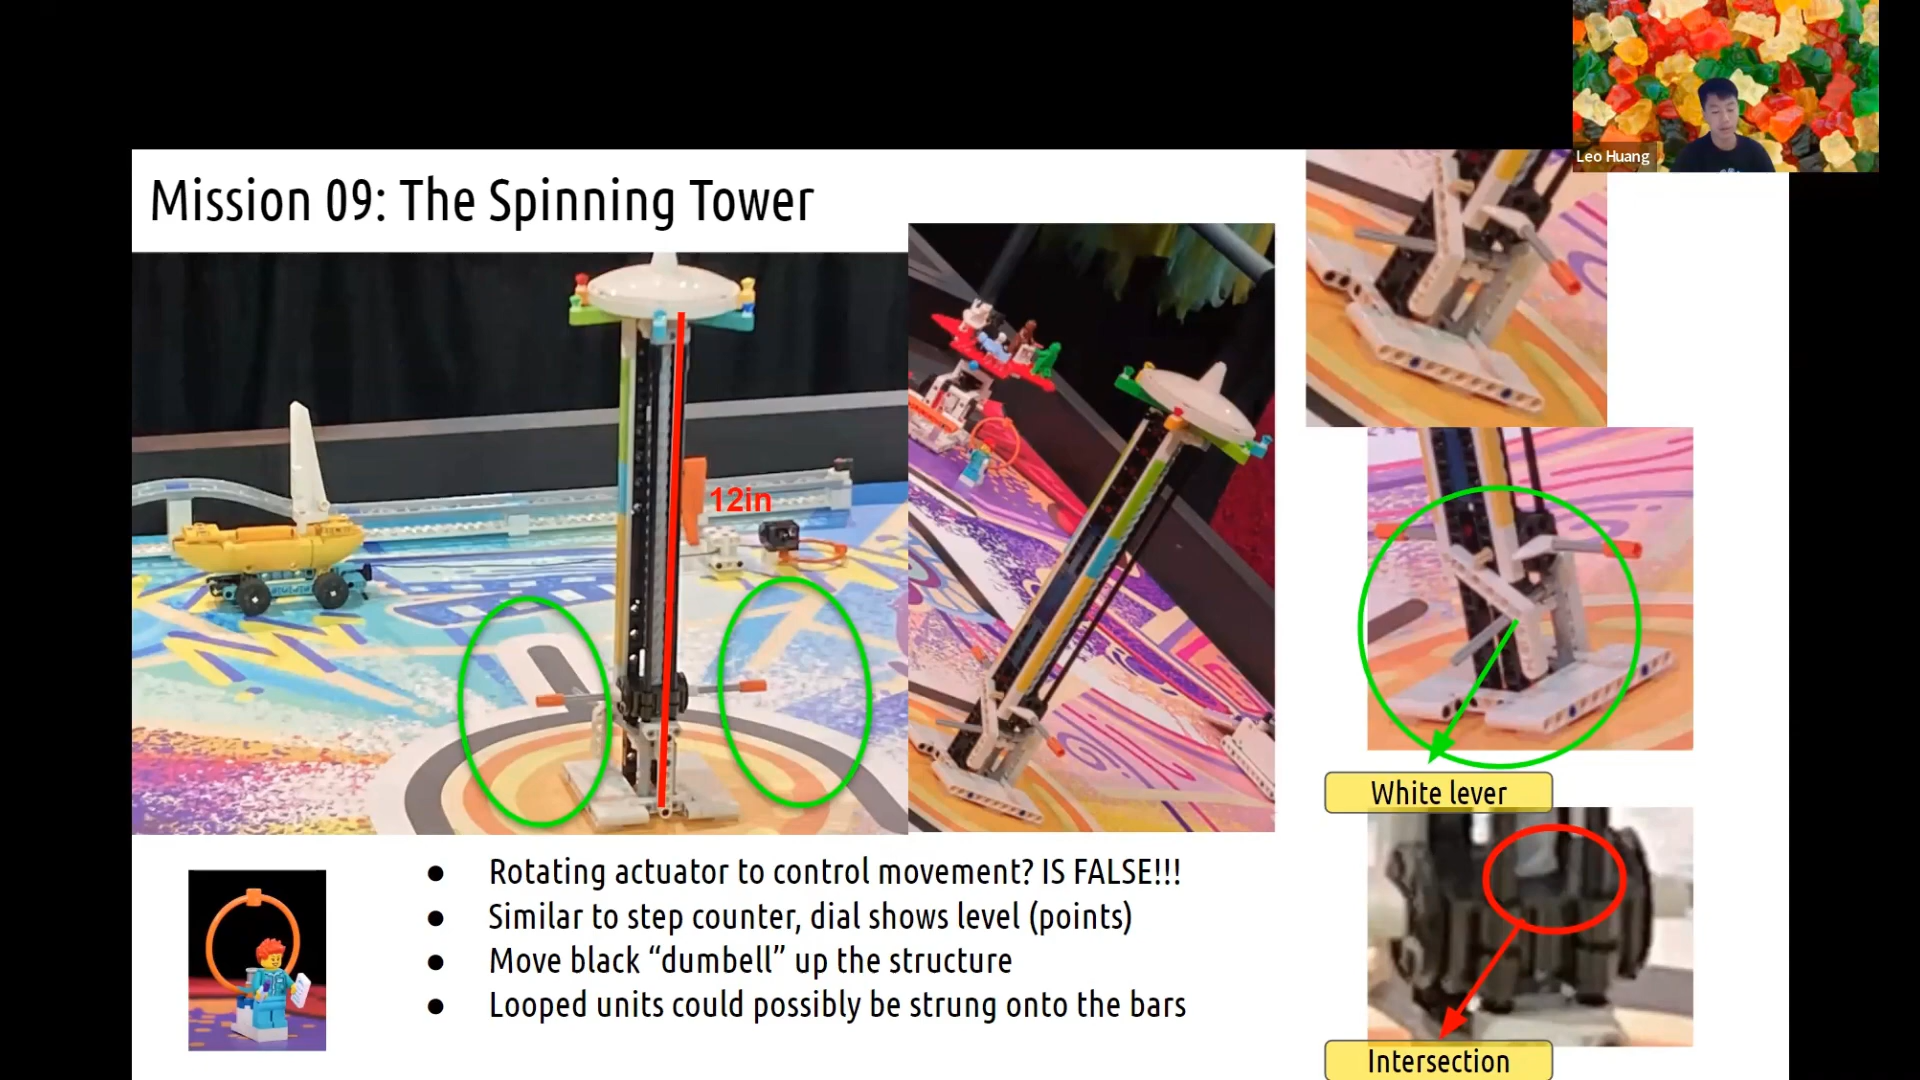 Leo Huang
Mission 09: The Spinning Tower
12in
White lever
Rotating actuator to control movement? IS FALSE!!!
Similar to step counter, dial shows level (points)
Move black “dumbell” up the structure
Looped units could possibly be strung onto the bars
Intersection